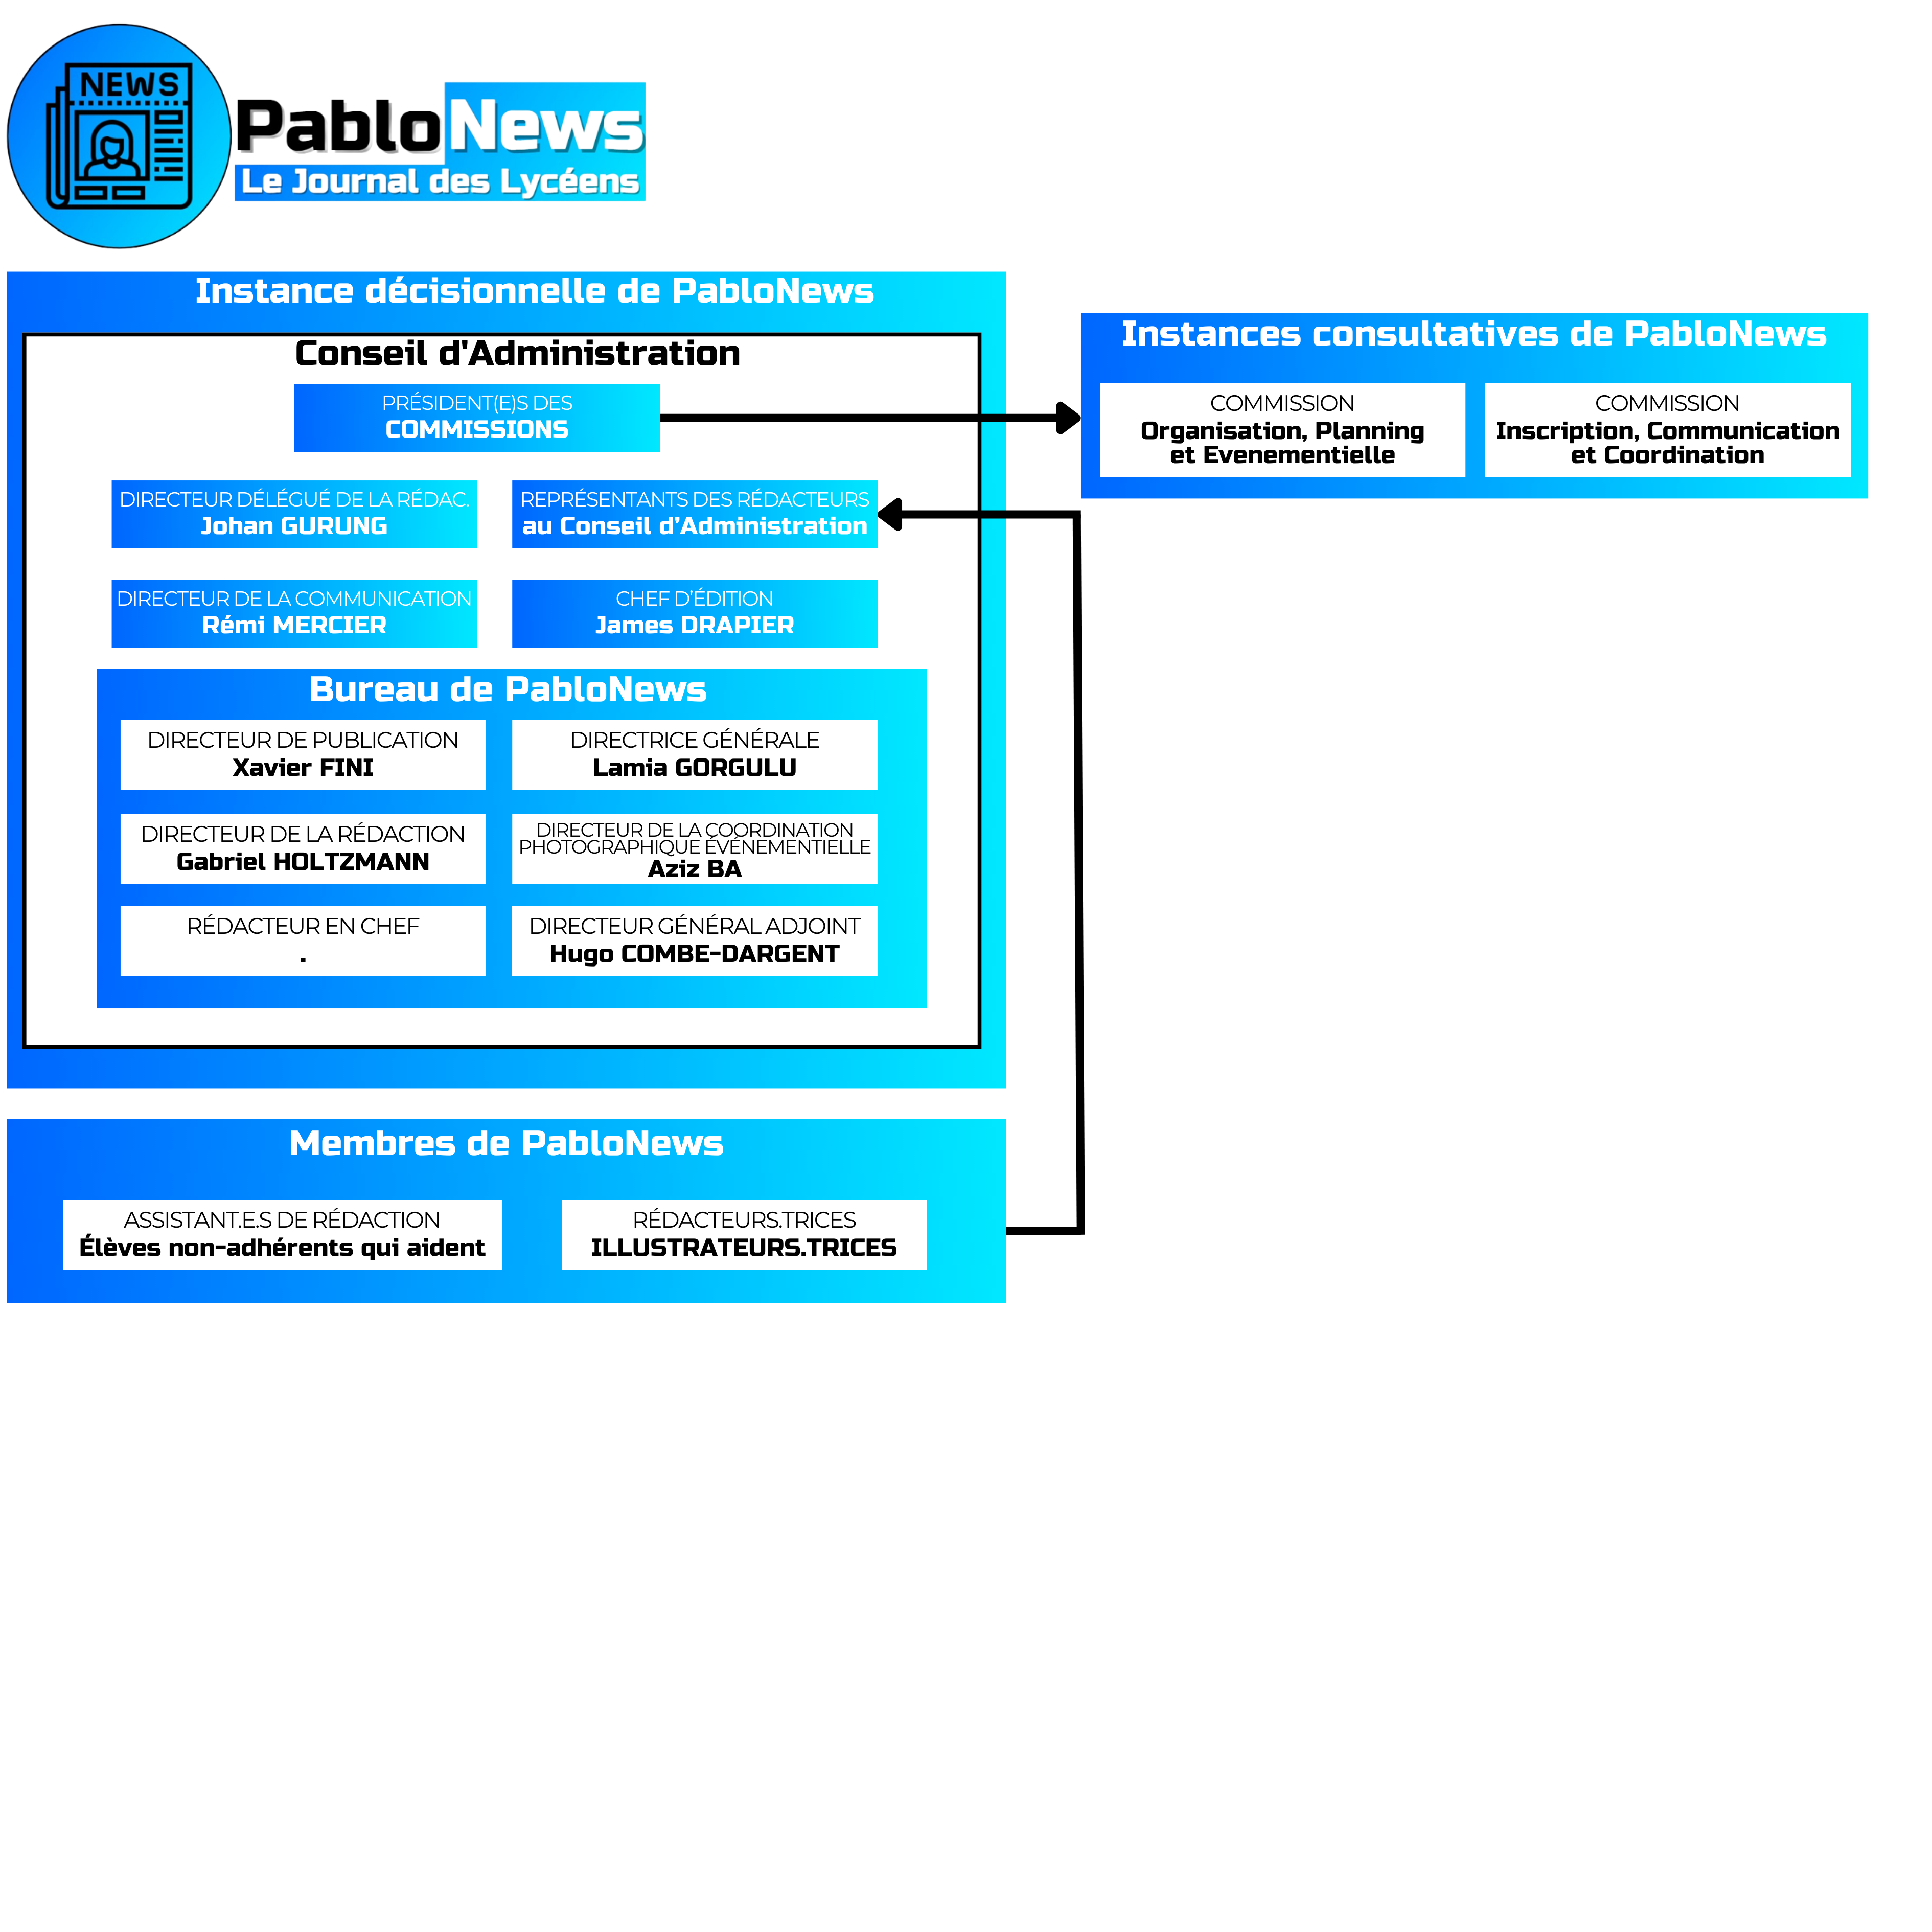 NEWS
PabloNews
Le Journal des Lycéens
Instance décisionnelle de PabloNews
Conseil d'Administration
PRÉSIDENT(E)S DES
COMMISSIONS
DIRECTEUR DÉLÉGUÉ DE LA RÉDAC.
Johan GURUNG
REPRÉSENTANTS DES RÉDACTEURS
au Conseil d’Administration
DIRECTEUR DE LA COMMUNICATION
Rémi MERCIER
CHEF D’ÉDITION
James DRAPIER
Bureau de PabloNews
DIRECTEUR DE PUBLICATION
Xavier FINI
DIRECTRICE GÉNÉRALE
Lamia GORGULU
DIRECTEUR DE LA RÉDACTION
Gabriel HOLTZMANN
DIRECTEUR DE LA COORDINATION
PHOTOGRAPHIQUE ÉVÉNEMENTIELLE
Aziz BA
RÉDACTEUR EN CHEF
.
DIRECTEUR GÉNÉRAL ADJOINT
Hugo COMBE-DARGENT
Instances consultatives de PabloNews
COMMISSION
Organisation, Planning
et Evenementielle
COMMISSION
Inscription, Communication
et Coordination
Membres de PabloNews
ASSISTANT.E.S DE RÉDACTION
Élèves non-adhérents qui aident
RÉDACTEURS.TRICES
ILLUSTRATEURS.TRICES